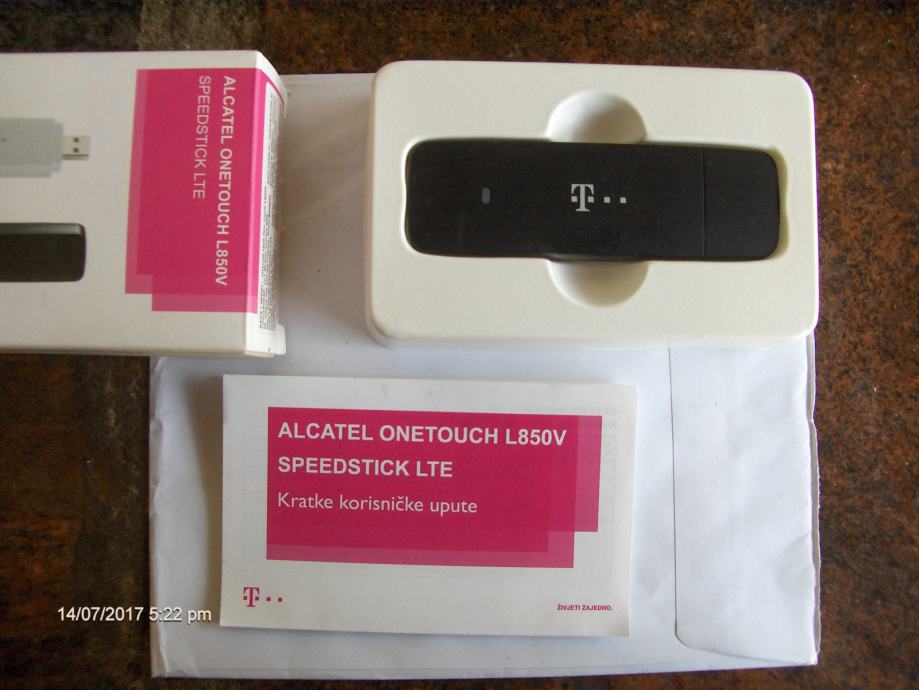 ALCATEL ONETOUCH L850V
SPEEDSTICK LTE
T
ALCATEL ONETOUCH L850V
SPEEDSTICK LTE
Kratke korisničke upute
T
ŽIVJETI ZAJEDNO.
14/07/2017 5:22 pm